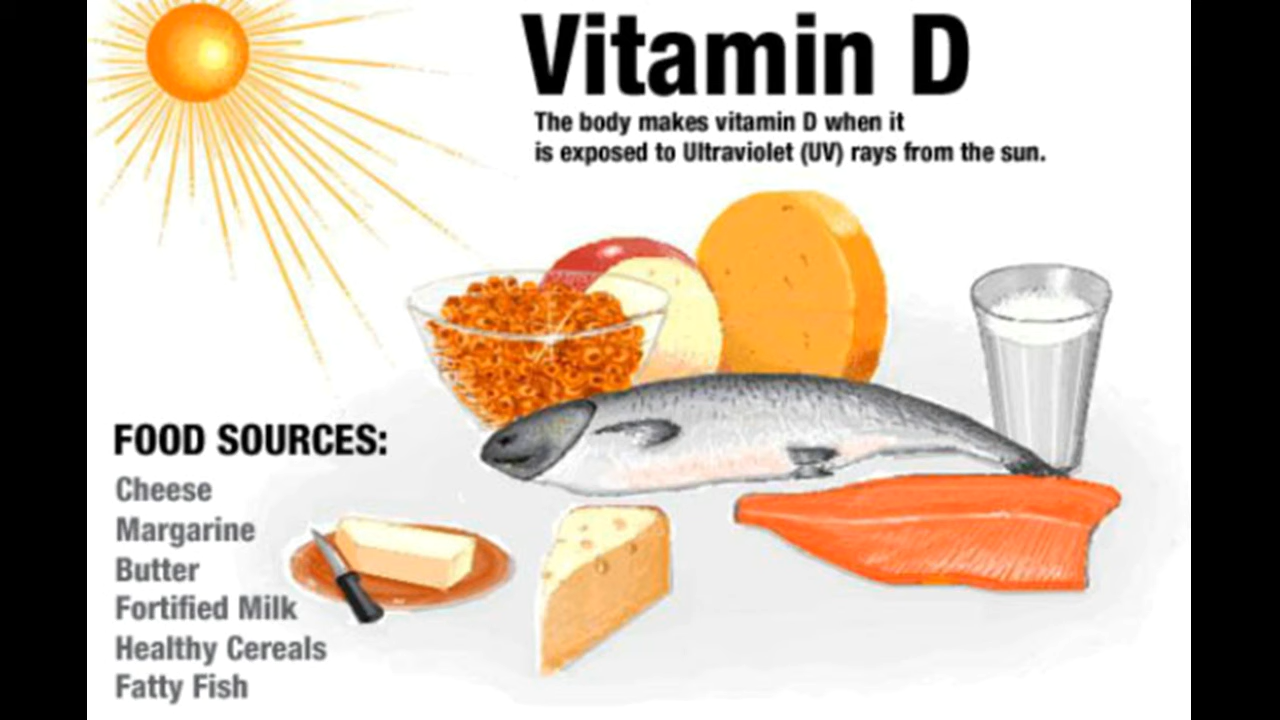 Vitamin D
The body makes vitamin D when it
is exposed to Ultraviolet (UV) rays from the sun.
FOOD SOURCES:
Cheese
Margarine
Butter
Fortified Milk
Healthy Cereals
Fatty Fish